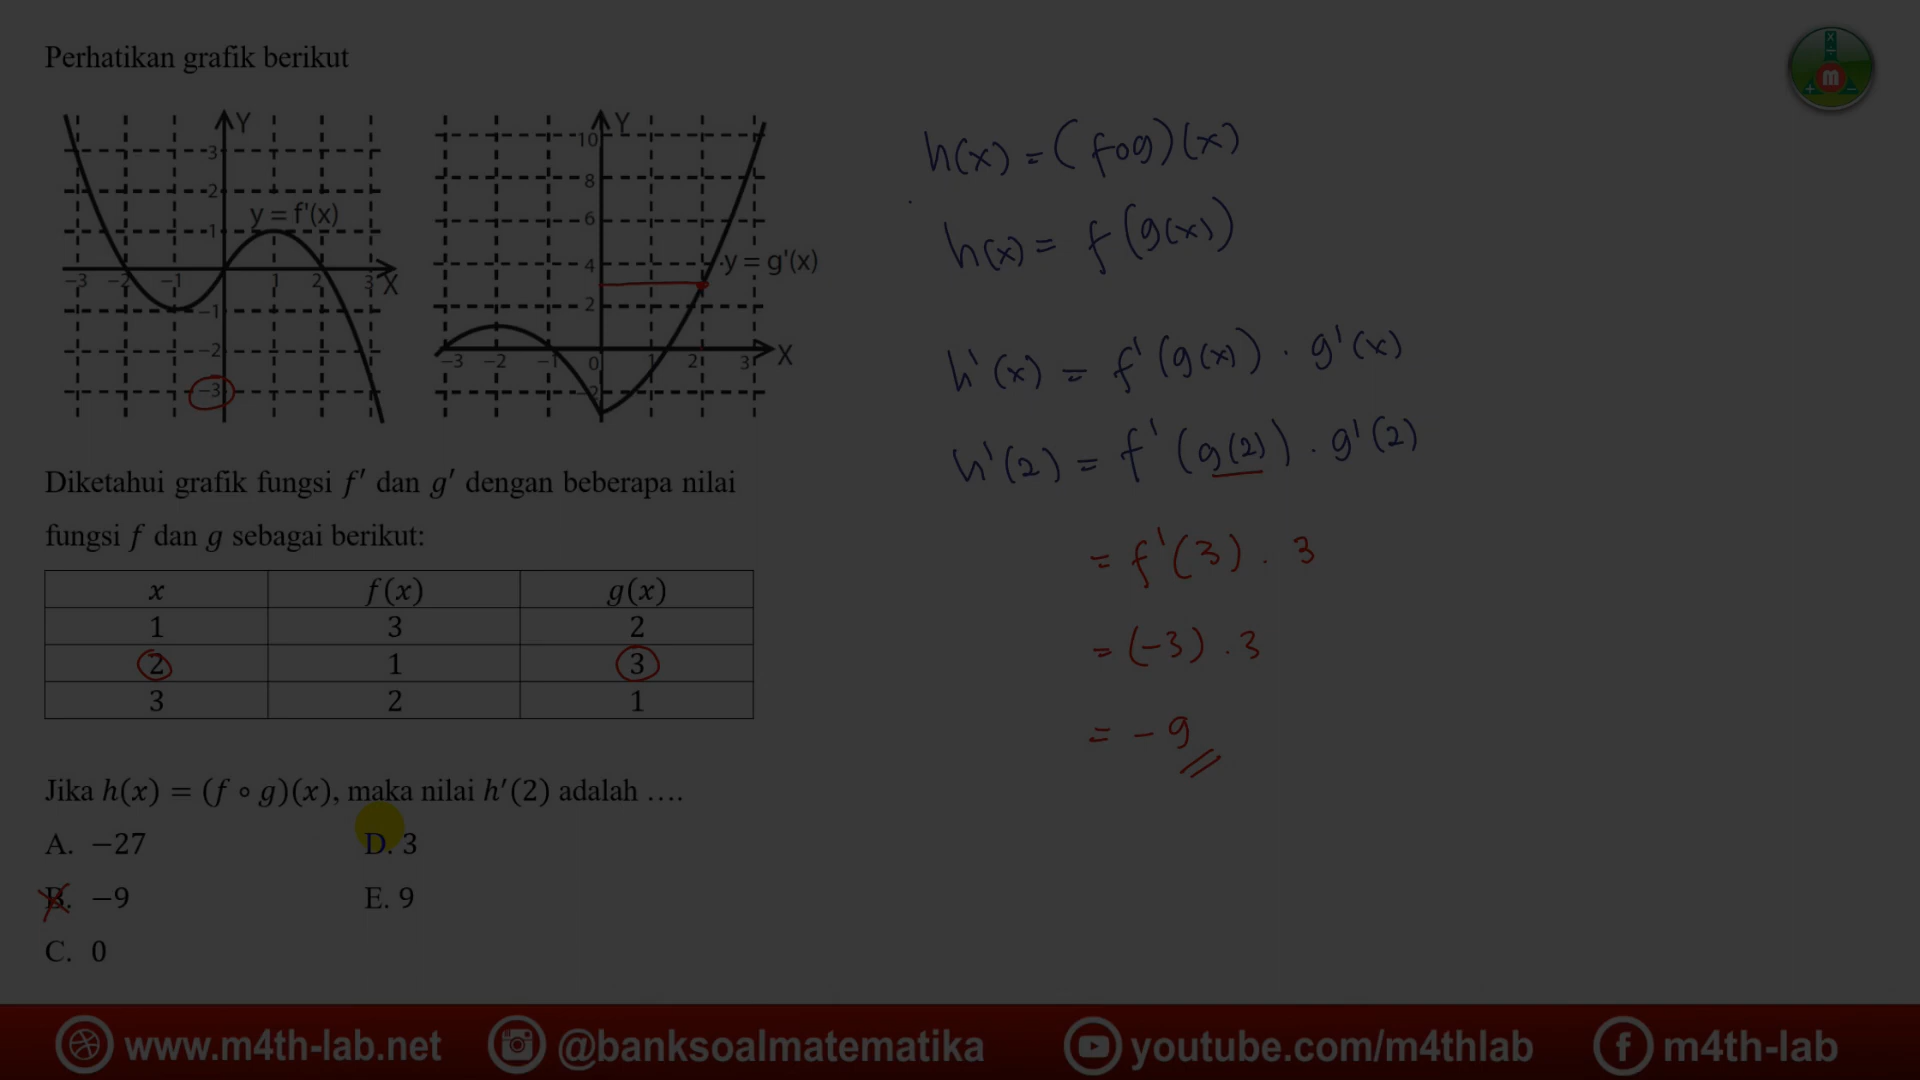 Perhatikan grafik berikut
Y
3
2
1
y = f'(x)
-3 -2 -1 1 2 3 X
-1
-2
-3
Y
10
8
6
4
2
y = g'(x)
-3 -2 -1 0 1 2 3 X
-2
Diketahui grafik fungsi f′ dan g′ dengan beberapa nilai
fungsi f dan g sebagai berikut:
x f(x) g(x)
1 3 2
2 1 3
3 2 1
Jika h(x) = (f ∘ g)(x), maka nilai h′(2) adalah ….
A. −27 D. 3
B. −9 E. 9
C. 0
h(x) = (fog)(x)
h(x) = f(g(x))
h'(x) = f'(g(x)) . g'(x)
h'(2) = f'(g(2)) . g'(2)
= f'(3) . 3
= (-3) . 3
= -9
m
www.m4th-lab.net @banksoalmatematika youtube.com/m4thlab m4th-lab